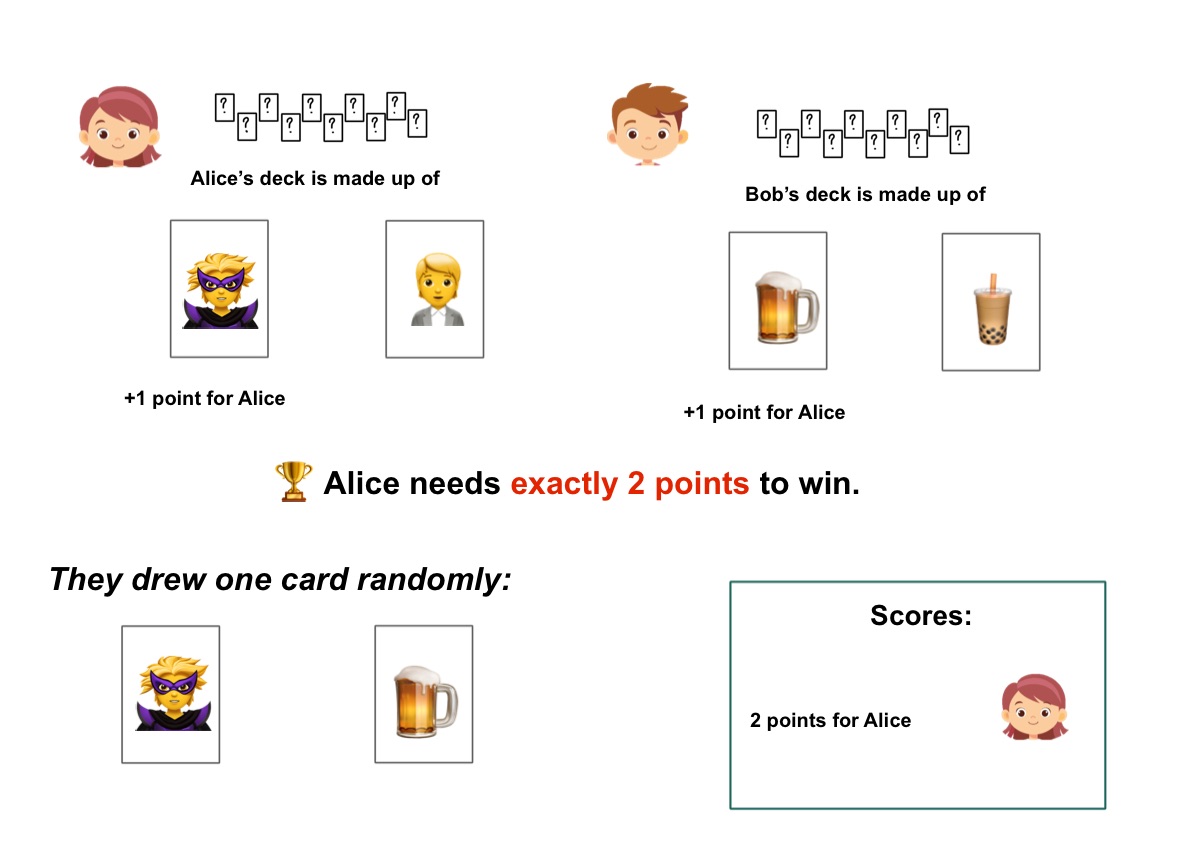 ? ? ? ? ? ? ? ? ? ?
? ? ? ? ? ? ? ? ? ?
Alice’s deck is made up of
Bob’s deck is made up of
+1 point for Alice
+1 point for Alice
Alice needs exactly 2 points to win.
They drew one card randomly:
Scores:
2 points for Alice